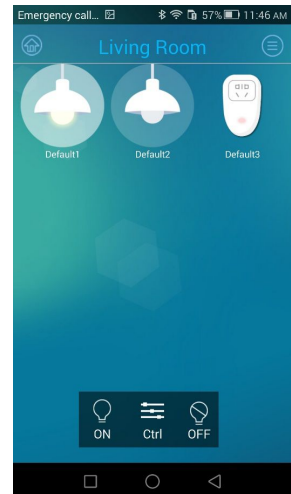 Emergency call... 57% 11:46 AM
Living Room
Default1 Default2 Default3
ON Ctrl OFF